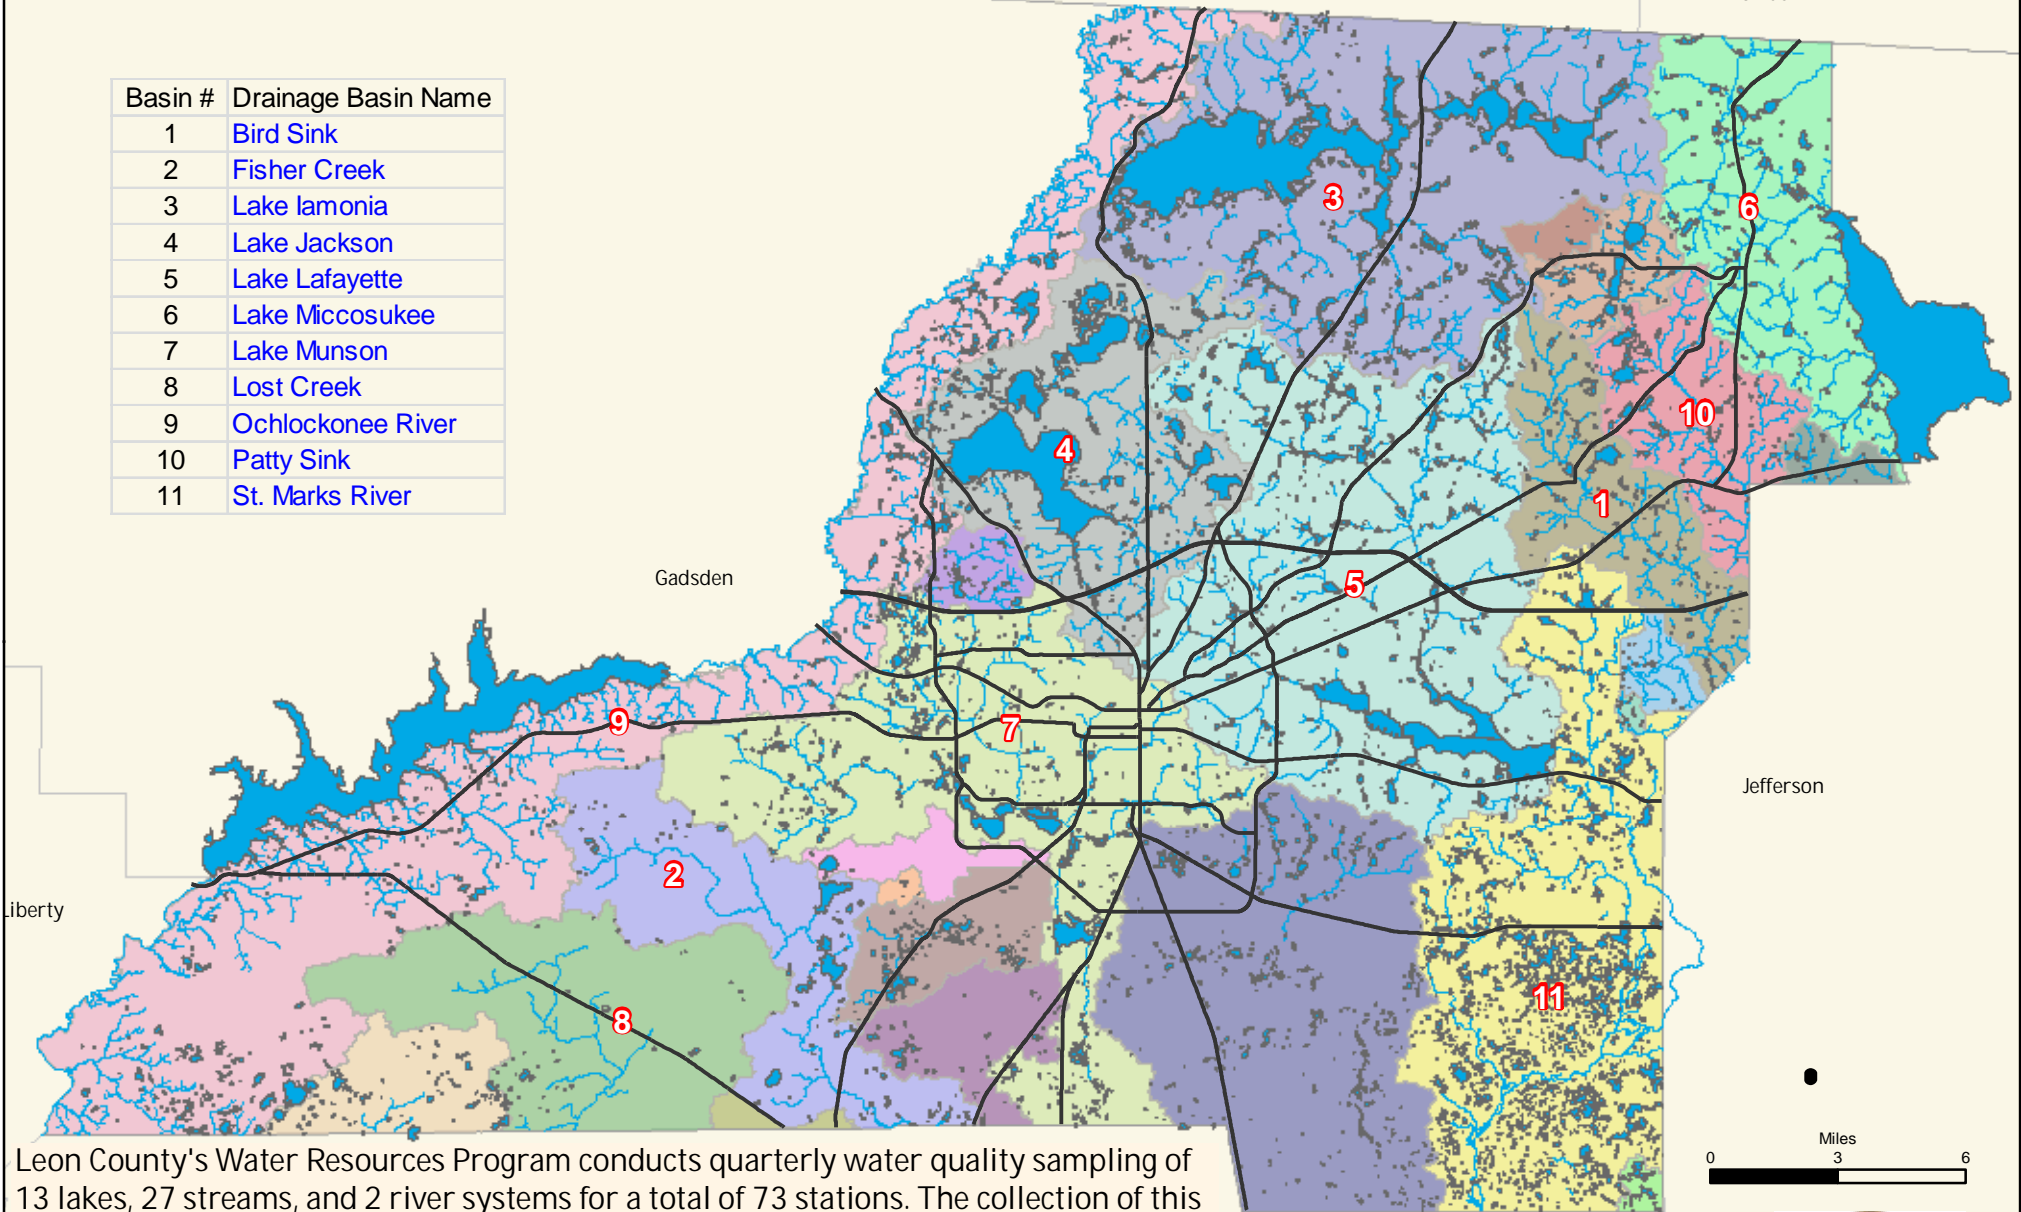 Basin # Drainage Basin Name
1 Bird Sink
2 Fisher Creek
3 Lake Iamonia
4 Lake Jackson
5 Lake Lafayette
6 Lake Miccosukee
7 Lake Munson
8 Lost Creek
9 Ochlockonee River
10 Patty Sink
11 St. Marks River
3
6
4
10
1
Gadsden
5
9
7
Jefferson
2
Liberty
11
8
Miles
0 3 6
Leon County's Water Resources Program conducts quarterly water quality sampling of
13 lakes, 27 streams, and 2 river systems for a total of 73 stations. The collection of this